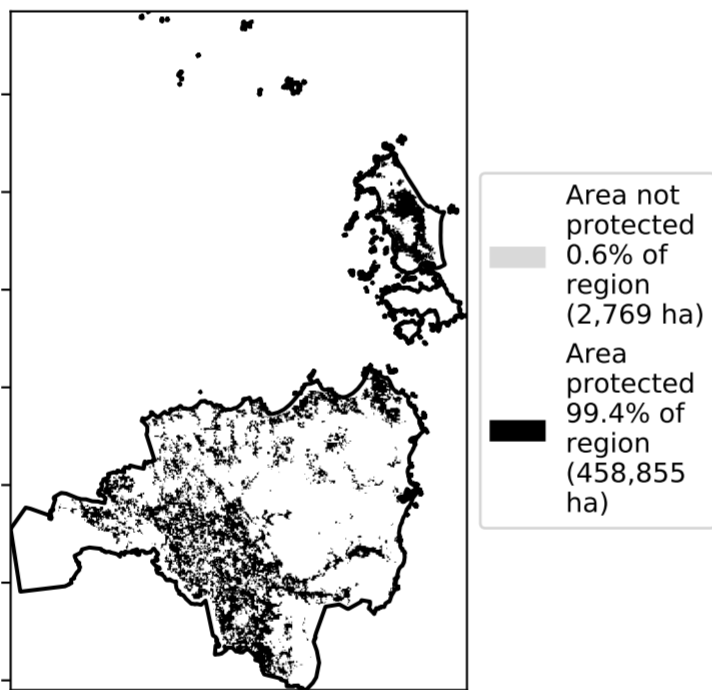 Area not
protected
0.6% of
region
(2,769 ha)
Area
protected
99.4% of
region
(458,855
ha)